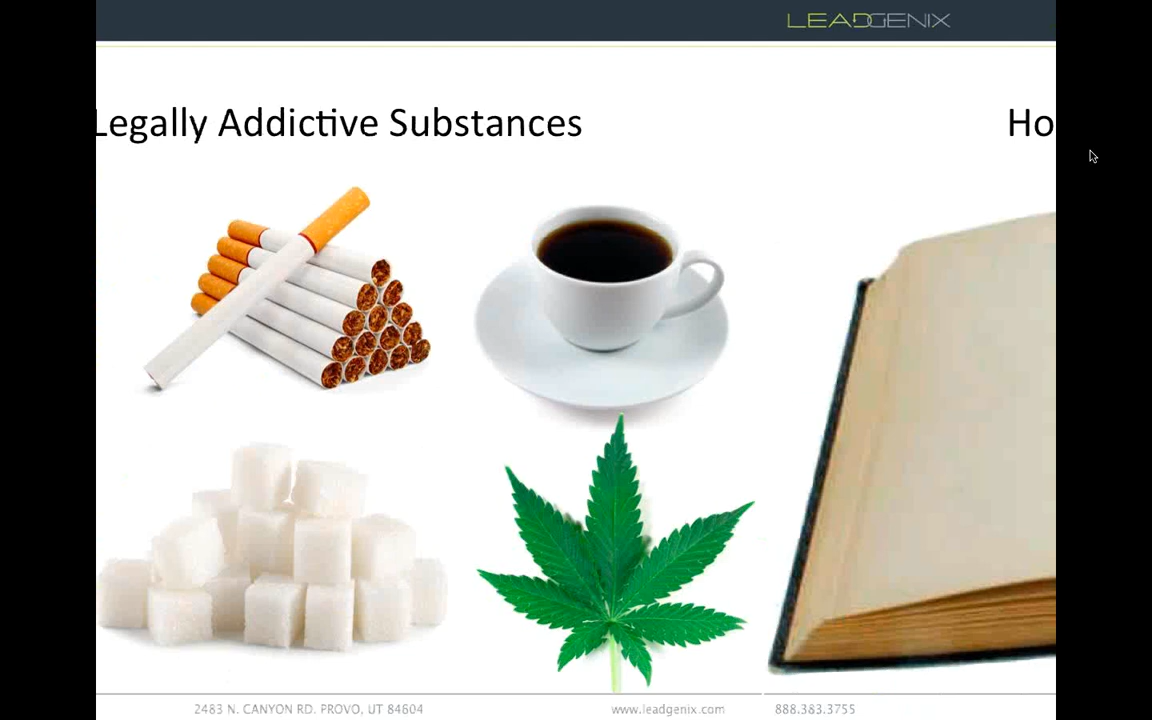 LEADGENIX
Legally Addictive Substances
Ho
2483 N. CANYON RD. PROVO, UT 84604
www.leadgenix.com
888.383.3755